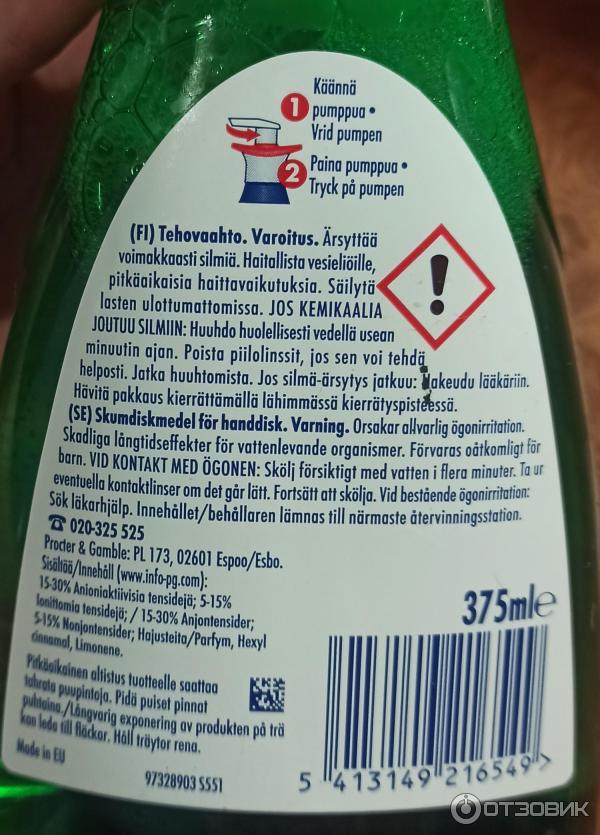 1
Käännä
pumppua •
Vrid pumpen
2
Paina pumppua •
Tryck på pumpen
(FI) Tehovaahto. Varoitus. Ärsyttää
voimakkaasti silmiä. Haitallista vesieliöille,
pitkäaikaisia haittavaikutuksia. Säilytä
lasten ulottumattomissa. JOS KEMIKAALIA
JOUTUU SILMIIN: Huuhdo huolellisesti vedellä usean
minuutin ajan. Poista piilolinssit, jos sen voi tehdä
helposti. Jatka huuhtomista. Jos silmä-ärsytys jatkuu: Hakeudu lääkäriin.
Hävitä pakkaus kierrättämällä lähimmässä kierrätyspisteessä.
(SE) Skumdiskmedel för handdisk. Varning. Orsakar allvarlig ögonirritation.
Skadliga långtidseffekter för vattenlevande organismer. Förvaras oåtkomligt för
barn. VID KONTAKT MED ÖGONEN: Skölj försiktigt med vatten i flera minuter. Ta ur
eventuella kontaktlinser om det går lätt. Fortsätt att skölja. Vid bestående ögonirritation:
Sök läkarhjälp. Innehållet/behållaren lämnas till närmaste återvinningsstation.
☎ 020-325 525
Procter & Gamble: PL 173, 02601 Espoo/Esbo.
Sisältää/Innehåll (www.info-pg.com):
15-30% Anioniaktiivisia tensidejä; 5-15%
Ionittomia tensidejä; / 15-30% Anjontensider;
5-15% Nonjontensider; Hajusteita/Parfym, Hexyl
cinnamal, Limonene.
Pitkäaikainen altistus tuotteelle saattaa
tahrata puupintoja. Pidä puiset pinnat
puhtaina./Långvarig exponering av produkten på trä
kan leda till fläckor. Håll träytor rena.
Made in EU
97328903 S551
375ml℮
5 413149 216549 >
ОТЗОВИК